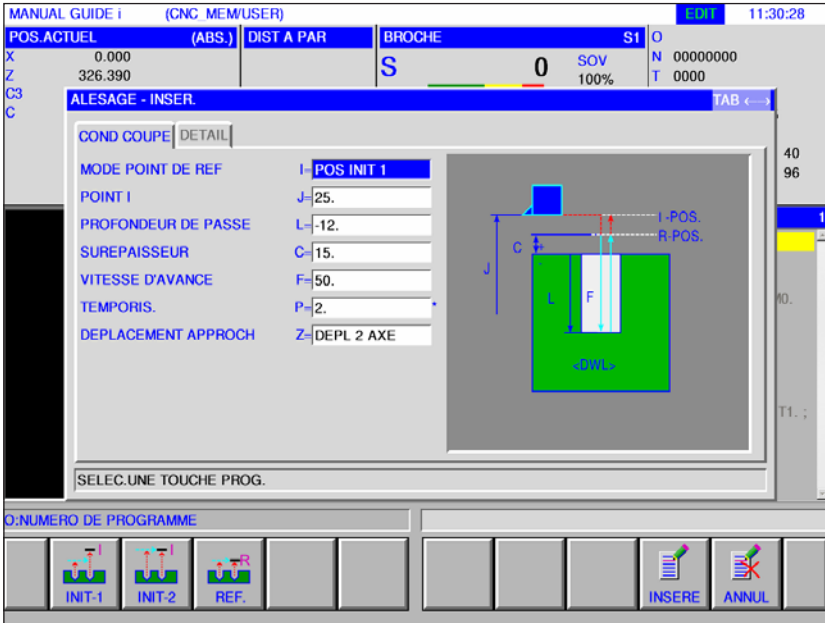 MANUAL GUIDE i (CNC_MEM/USER) EDIT 11:30:28
POS.ACTUEL (ABS.) DIST A PAR BROCHE S1 O
X 0.000 S 0 SOV 100% N 00000000
Z 326.390 T 0000
C3
C
ALESAGE - INSER. TAB ←→
COND COUPE DETAIL
40
96
MODE POINT DE REF I= POS INIT 1
POINT I J= 25.
PROFONDEUR DE PASSE L= -12.
SUREPAISSEUR C= 15.
VITESSE D'AVANCE F= 50.
TEMPORIS. P= 2. *
DEPLACEMENT APPROCH Z= DEPL 2 AXE
I -POS.
R-POS.
C +
-
J
L F
<DWL>
1
M0.
T1. ;
SELEC.UNE TOUCHE PROG.
O:NUMERO DE PROGRAMME
I I R
INIT-1 INIT-2 REF. INSERE ANNUL